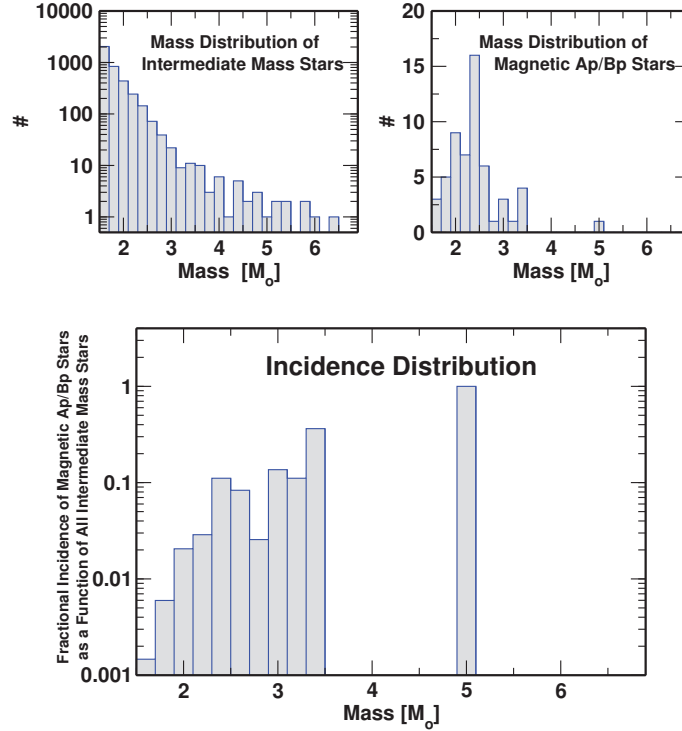 Mass Distribution of
Intermediate Mass Stars
10000
1000
100
10
1
#
2 3 4 5 6
Mass [M_o]
Mass Distribution of
Magnetic Ap/Bp Stars
20
15
10
5
0
#
2 3 4 5 6
Mass [M_o]
Incidence Distribution
Fractional Incidence of Magnetic Ap/Bp Stars
as a Function of All Intermediate Mass Stars
1
0.1
0.01
0.001
2 3 4 5 6
Mass [M_o]